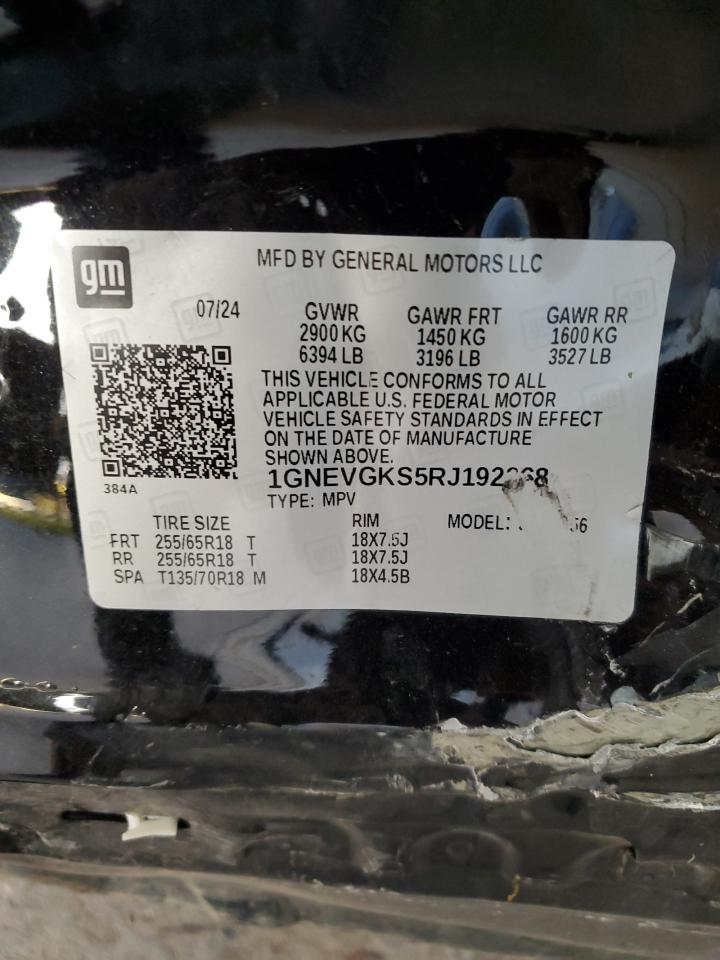 gm
MFD BY GENERAL MOTORS LLC
07/24
GVWR GAWR FRT GAWR RR
2900 KG 1450 KG 1600 KG
6394 LB 3196 LB 3527 LB
THIS VEHICLE CONFORMS TO ALL
APPLICABLE U.S. FEDERAL MOTOR
VEHICLE SAFETY STANDARDS IN EFFECT
ON THE DATE OF MANUFACTURE
SHOWN ABOVE.
384A
TYPE: MPV
TIRE SIZE RIM MODEL:
FRT 255/65R18 T 18X7.5J
RR 255/65R18 T 18X7.5J
SPA T135/70R18 M 18X4.5B